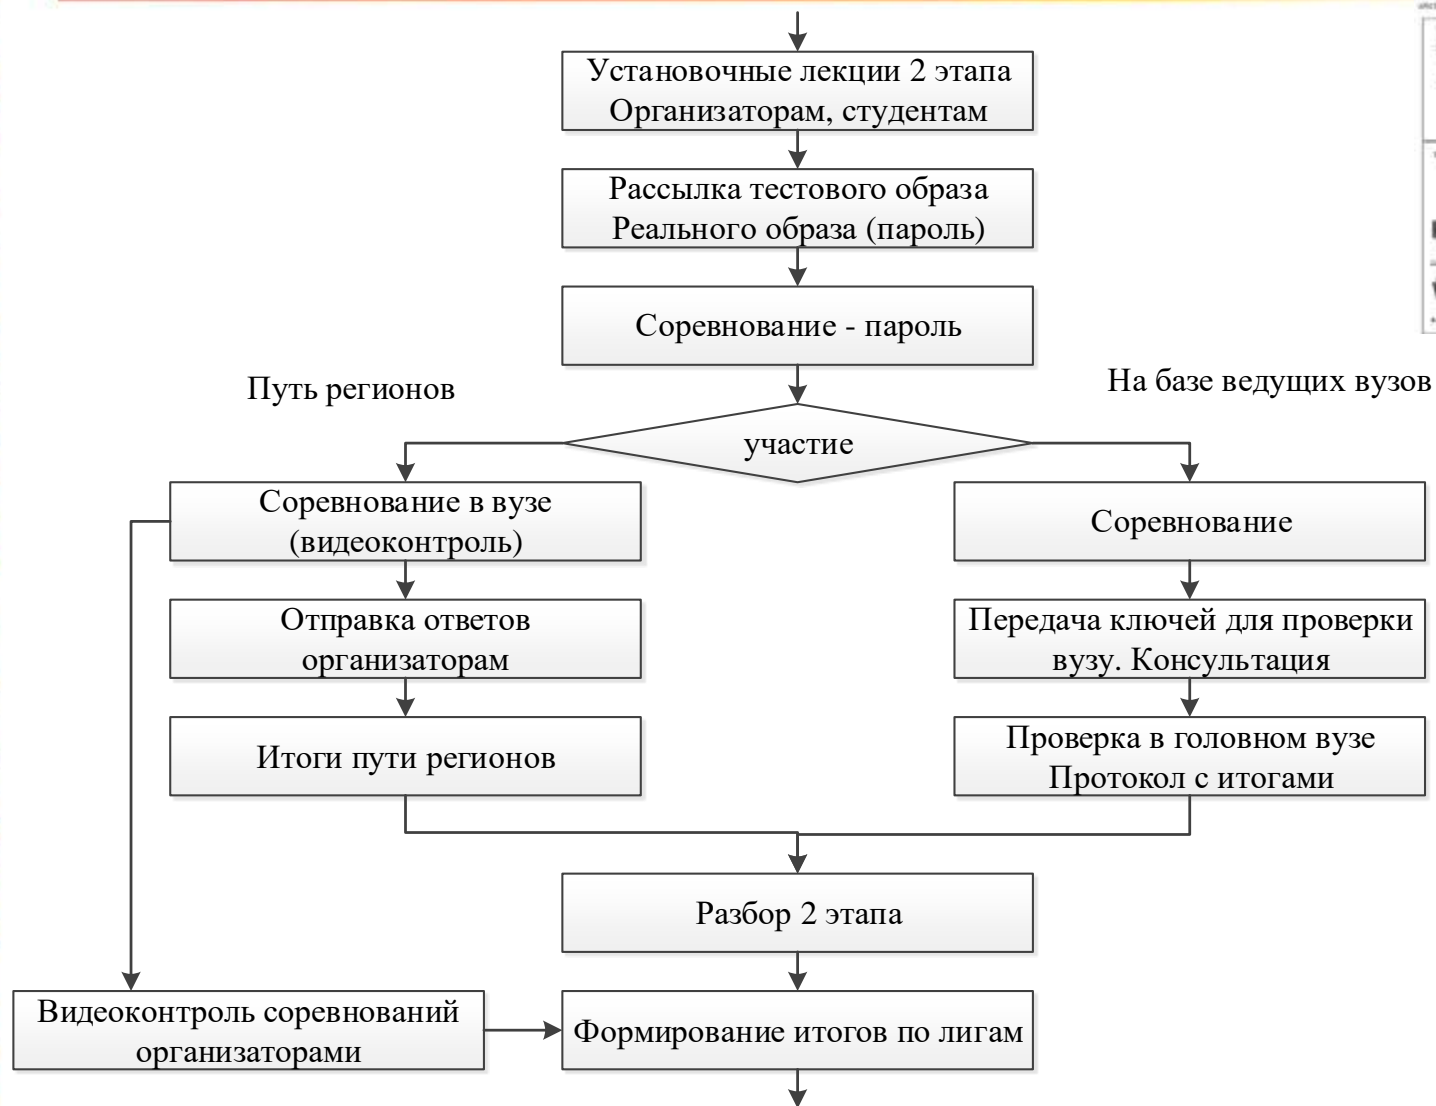 Установочные лекции 2 этапа
Организаторам, студентам
Рассылка тестового образа
Реального образа (пароль)
Соревнование - пароль
Путь регионов
На базе ведущих вузов
участие
Соревнование в вузе
(видеоконтроль)
Соревнование
Отправка ответов
организаторам
Передача ключей для проверки
вузу. Консультация
Итоги пути регионов
Проверка в головном вузе
Протокол с итогами
Разбор 2 этапа
Видеоконтроль соревнований
организаторами
Формирование итогов по лигам